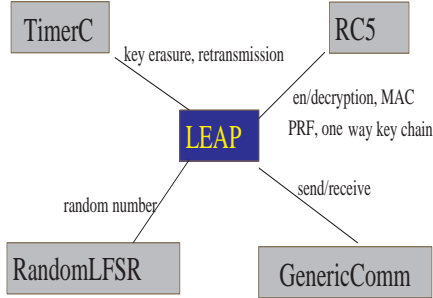 TimerC
RC5
key erasure, retransmission
en/decryption, MAC
PRF, one way key chain
LEAP
send/receive
random number
RandomLFSR
GenericComm